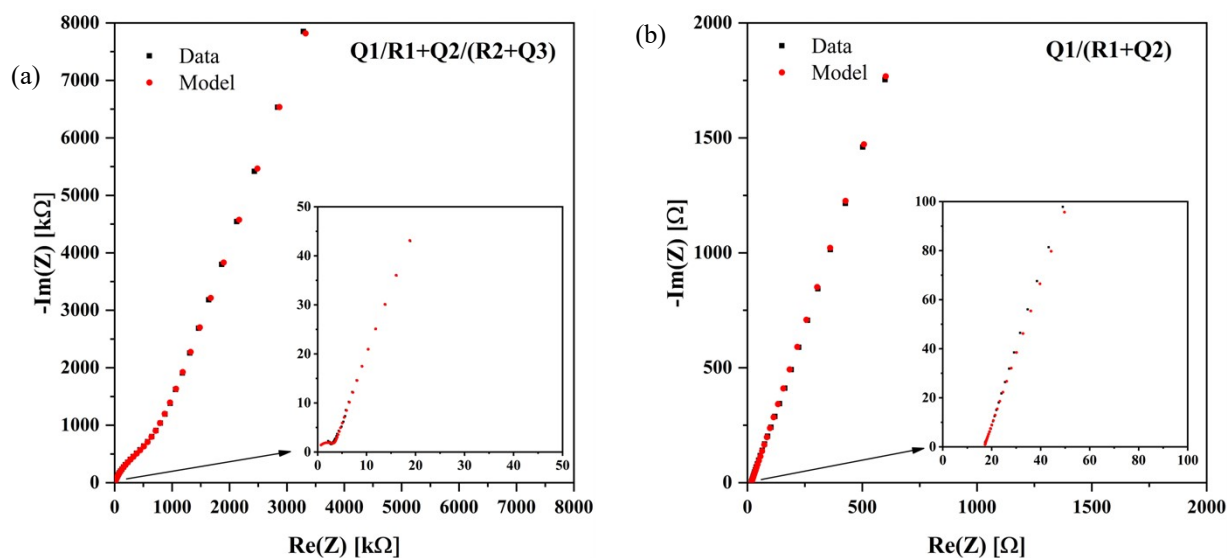 (a)
Q1/R1+Q2/(R2+Q3)
Data
Model
-Im(Z) [kΩ]
8000
7000
6000
5000
4000
3000
2000
1000
0
0 1000 2000 3000 4000 5000 6000 7000 8000
Re(Z) [kΩ]
50
40
30
20
10
0
0 10 20 30 40 50
(b)
Q1/(R1+Q2)
Data
Model
-Im(Z) [Ω]
2000
1500
1000
500
0
0 500 1000 1500 2000
Re(Z) [Ω]
100
80
60
40
20
0
0 20 40 60 80 100